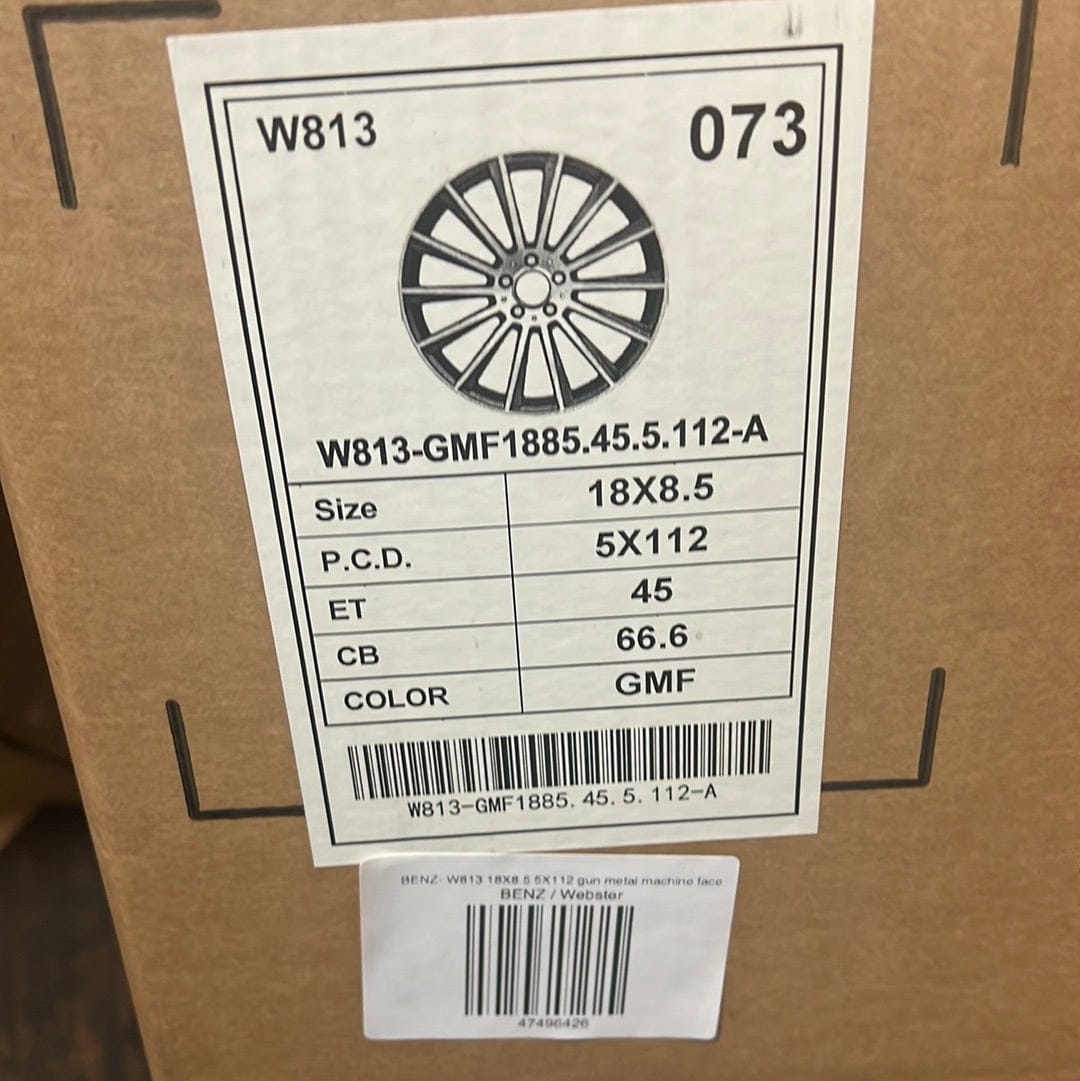 W813 073
W813-GMF1885.45.5.112-A
Size 18X8.5
P.C.D. 5X112
ET 45
CB 66.6
COLOR GMF
W813-GMF1885. 45. 5. 112-A
BENZ- W813 18X8.5 5X112 gun metal machine face
BENZ / Webster
47496426